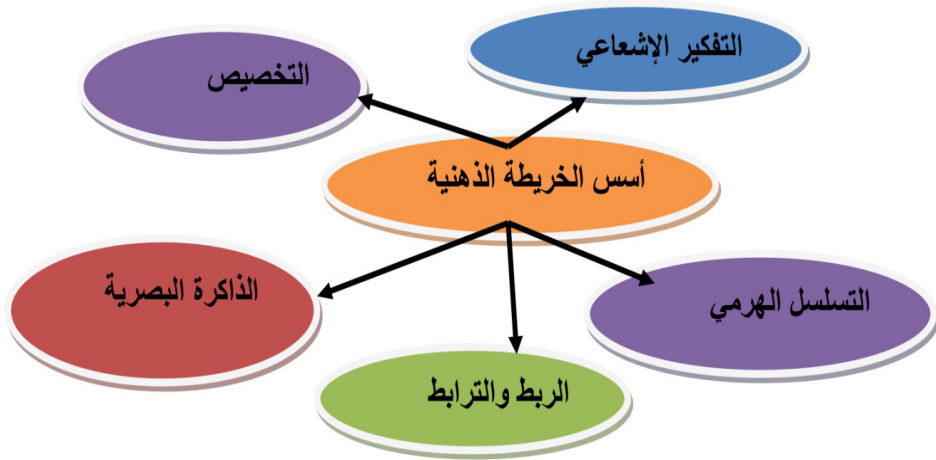 التفكير الإشعاعي
التخصيص
أسس الخريطة الذهنية
الذاكرة البصرية
التسلسل الهرمي
الربط والترابط